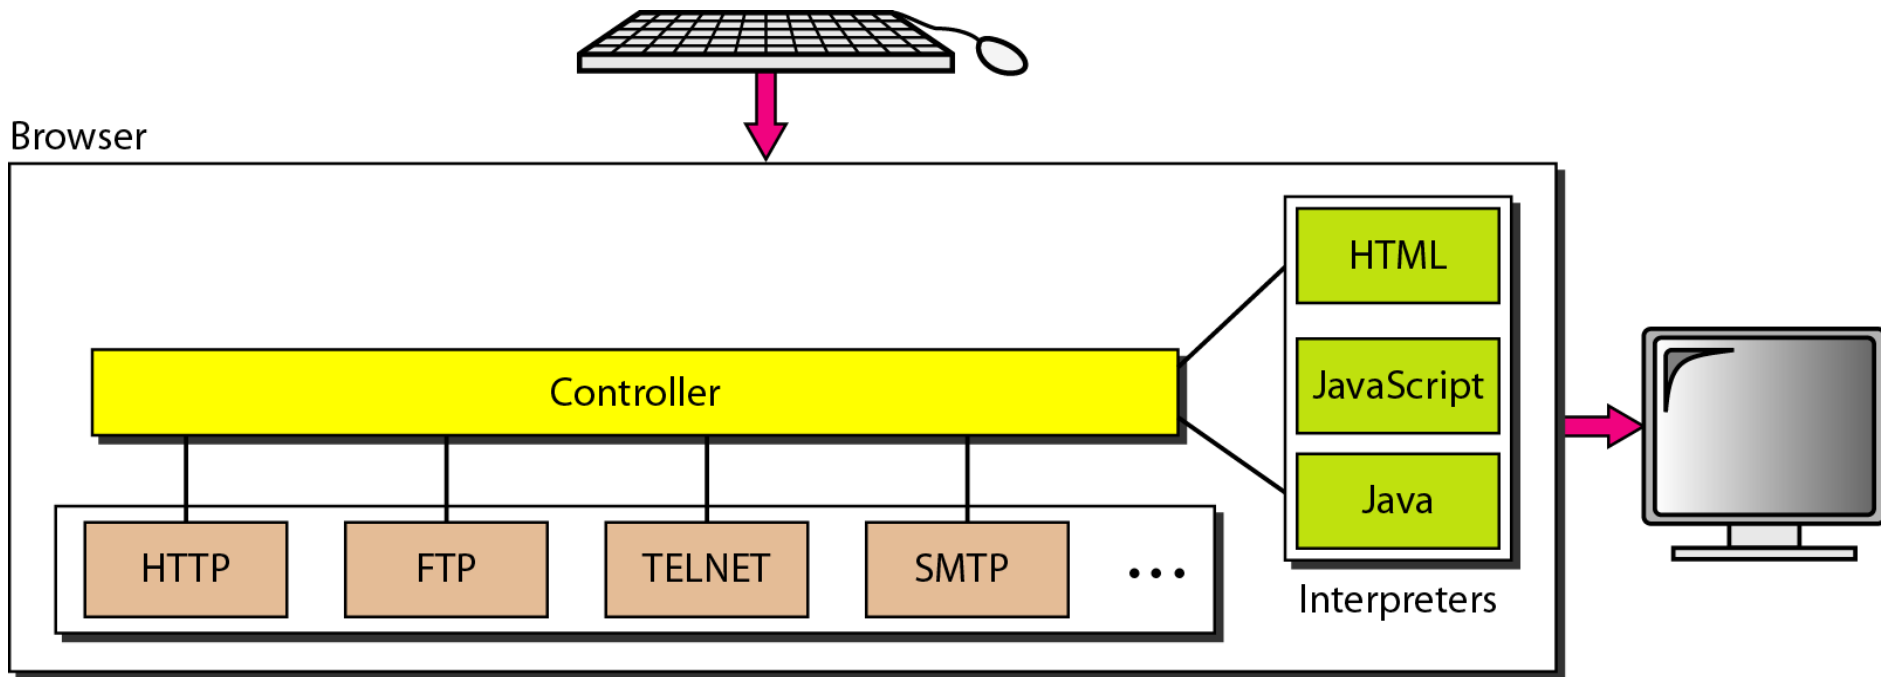 Browser
HTML
JavaScript
Java
Interpreters
Controller
HTTP
FTP
TELNET
SMTP
...